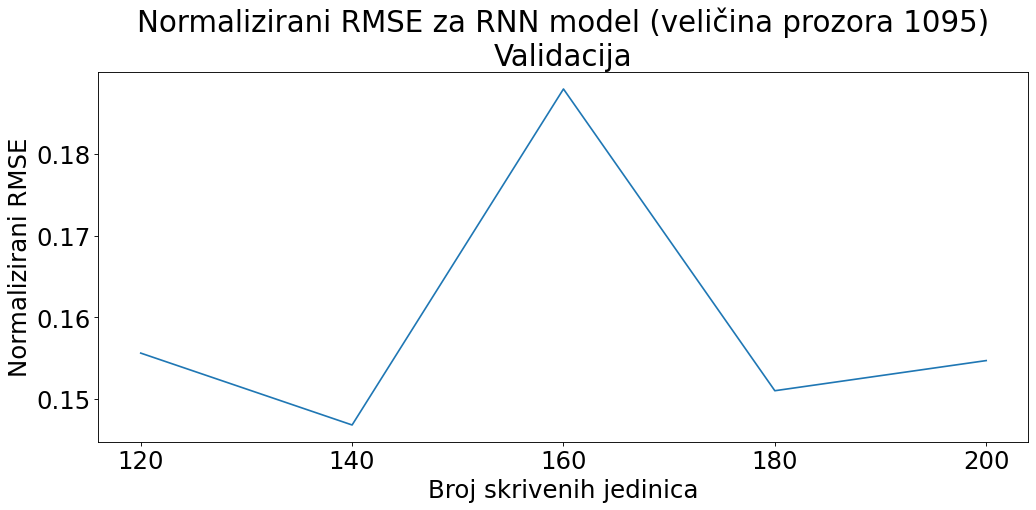 Normalizirani RMSE za RNN model (veličina prozora 1095)
Validacija
Normalizirani RMSE
0.18
0.17
0.16
0.15
120 140 160 180 200
Broj skrivenih jedinica